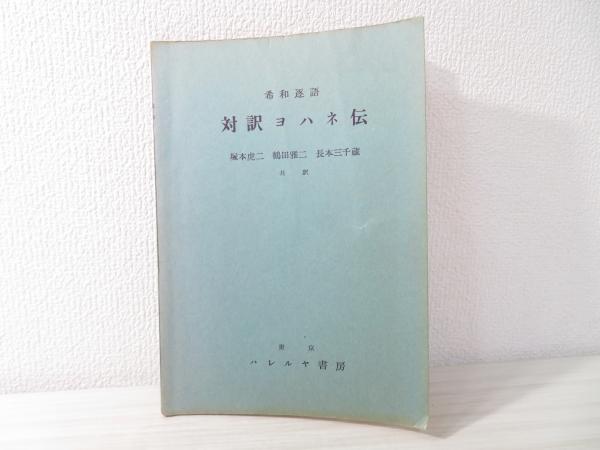 希和逐語
対訳ヨハネ伝
塚本虎二 鶴田雅二 長本三千蔵
共訳
東京
ハレルヤ書房